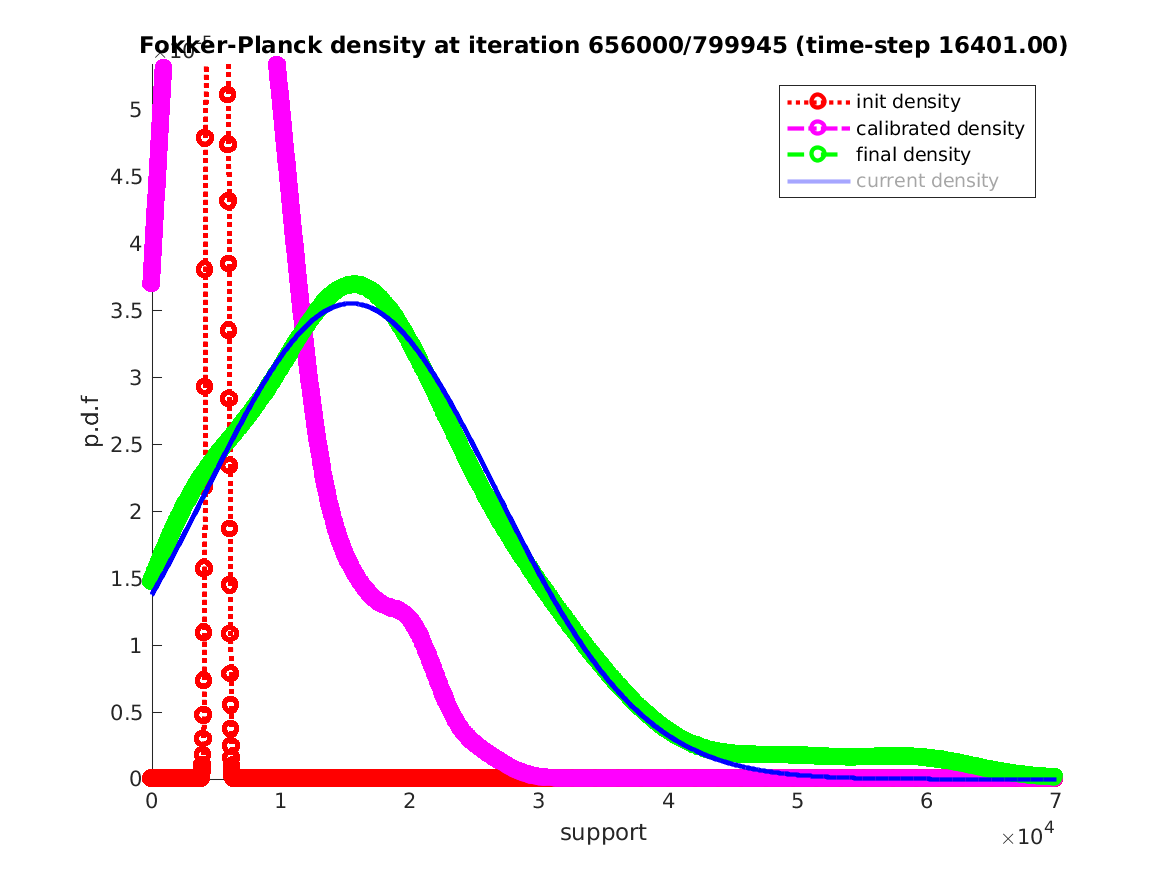 Fokker-Planck density at iteration 656000/799945 (time-step 16401.00)
×10⁻⁵
init density
calibrated density
final density
current density
5
4.5
4
3.5
3
2.5
2
1.5
1
0.5
0
p.d.f
0 1 2 3 4 5 6 7
support
×10⁴